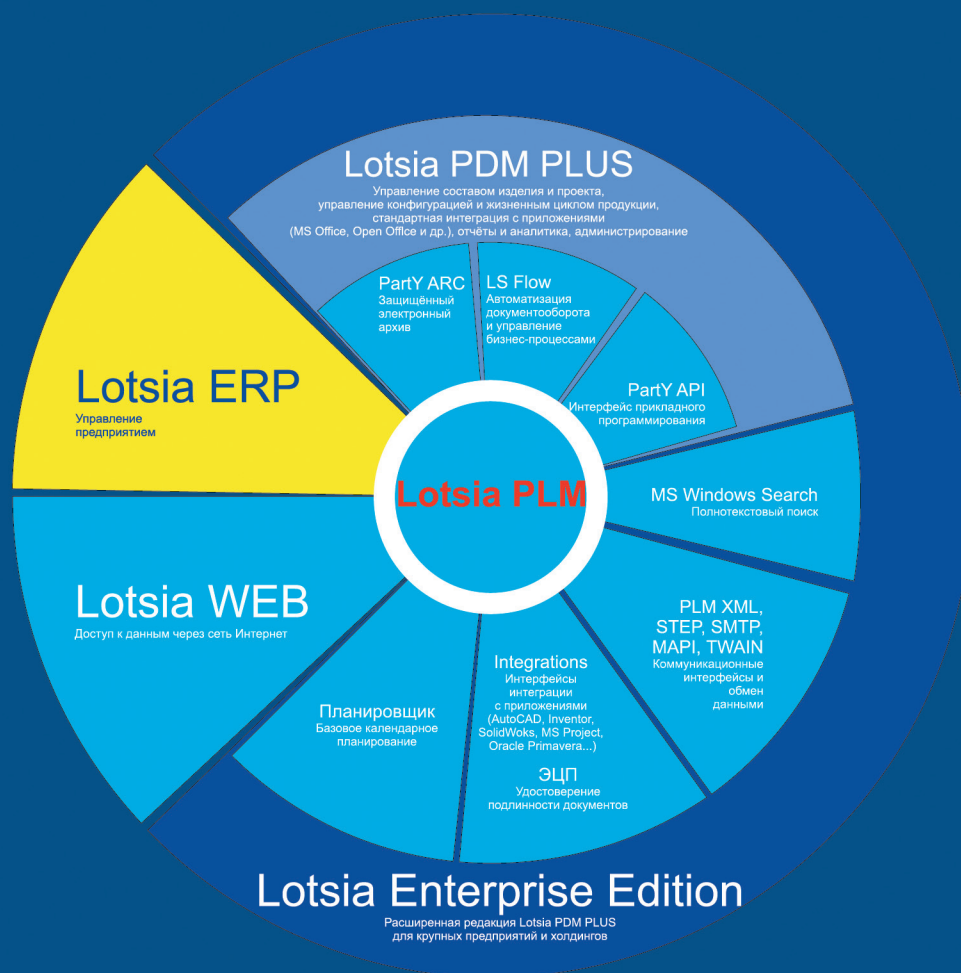 Lotsia PDM PLUS
Управление составом изделия и проекта,
управление конфигурацией и жизненным циклом продукции,
стандартная интеграция с приложениями
(MS Office, Open Office и др.), отчёты и аналитика, администрирование
PartY ARC
Защищённый
электронный
архив
LS Flow
Автоматизация
документооборота
и управление
бизнес-процессами
PartY API
Интерфейс прикладного
программирования
Lotsia ERP
Управление
предприятием
Lotsia PLM
MS Windows Search
Полнотекстовый поиск
Lotsia WEB
Доступ к данным через сеть Интернет
PLM XML,
STEP, SMTP,
MAPI, TWAIN
Коммуникационные
интерфейсы и
обмен
данными
Integrations
Интерфейсы
интеграции
с приложениями
(AutoCAD, Inventor,
SolidWoks, MS Project,
Oracle Primavera...)
ЭЦП
Удостоверение
подлинности документов
Планировщик
Базовое календарное
планирование
Lotsia Enterprise Edition
Расширенная редакция Lotsia PDM PLUS
для крупных предприятий и холдингов